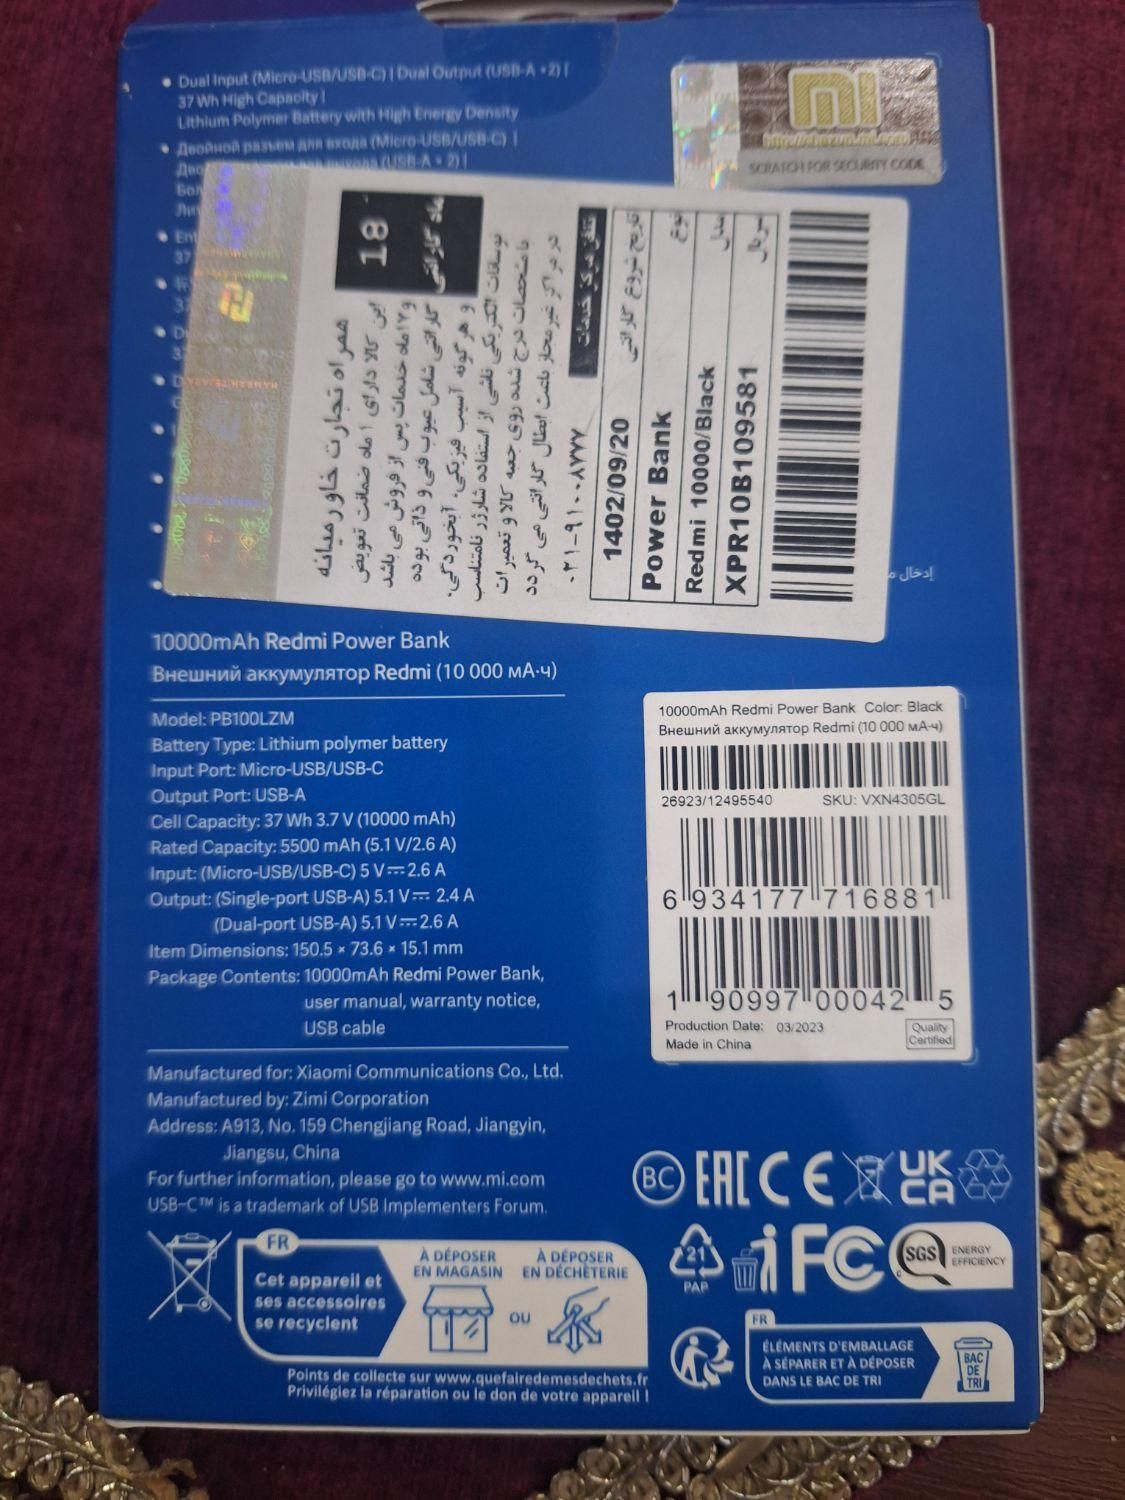 Dual Input (Micro-USB/USB-C) | Dual Output (USB-A ×2) |
37 Wh High Capacity |
Lithium Polymer Battery with High Energy Density
Двойной разъем для входа (Micro-USB/USB-C) |
(USB-A × 2) |
mi
SCRATCH FOR SECURITY CODE
18
ماه گارانتی
همراه تجارت خاورمیانه
این کالا دارای ۱ ماه ضمانت تعویض
و ۱۷ ماه خدمات پس از فروش می باشد
گارانتی شامل عیوب فنی و ذاتی بوده
و هرگونه آسیب فیزیکی، آبخوردگی،
نوسانات الکتریکی ناشی از استفاده شارژر نامتناسب
با مشخصات درج شده روی جعبه کالا و تعمیرات
در مراکز غیرمجاز باعث ابطال گارانتی می گردد
تلفن مرکز خدمات
۰۲۱-۹۱۰۰۸۷۷۷
تاریخ شروع گارانتی 1402/09/20
نوع Power Bank
مدل Redmi 10000/Black
سریال XPR10B109581
إدخال
10000mAh Redmi Power Bank
Внешний аккумулятор Redmi (10 000 мА·ч)
Model: PB100LZM
Battery Type: Lithium polymer battery
Input Port: Micro-USB/USB-C
Output Port: USB-A
Cell Capacity: 37 Wh 3.7 V (10000 mAh)
Rated Capacity: 5500 mAh (5.1 V/2.6 A)
Input: (Micro-USB/USB-C) 5 V⎓2.6 A
Output: (Single-port USB-A) 5.1 V⎓ 2.4 A
(Dual-port USB-A) 5.1 V⎓2.6 A
Item Dimensions: 150.5 × 73.6 × 15.1 mm
Package Contents: 10000mAh Redmi Power Bank,
user manual, warranty notice,
USB cable
Manufactured for: Xiaomi Communications Co., Ltd.
Manufactured by: Zimi Corporation
Address: A913, No. 159 Chengjiang Road, Jiangyin,
Jiangsu, China
For further information, please go to www.mi.com
USB-C™ is a trademark of USB Implementers Forum.
10000mAh Redmi Power Bank Color: Black
Внешний аккумулятор Redmi (10 000 мА·ч)
26923/12495540 SKU: VXN4305GL
6 934177 716881
1 90997 00042 5
Production Date: 03/2023
Made in China
Quality
Certified
BC EAC CE UK
CA
21
PAP
FC
SGS ENERGY
EFFICIENCY
FR
Cet appareil et
ses accessoires
se recyclent
À DÉPOSER
EN MAGASIN
OU
À DÉPOSER
EN DÉCHÈTERIE
Points de collecte sur www.quefairedemesdechets.fr
Privilégiez la réparation ou le don de votre appareil !
FR
ÉLÉMENTS D'EMBALLAGE
À SÉPARER ET À DÉPOSER
DANS LE BAC DE TRI
BAC
DE
TRI